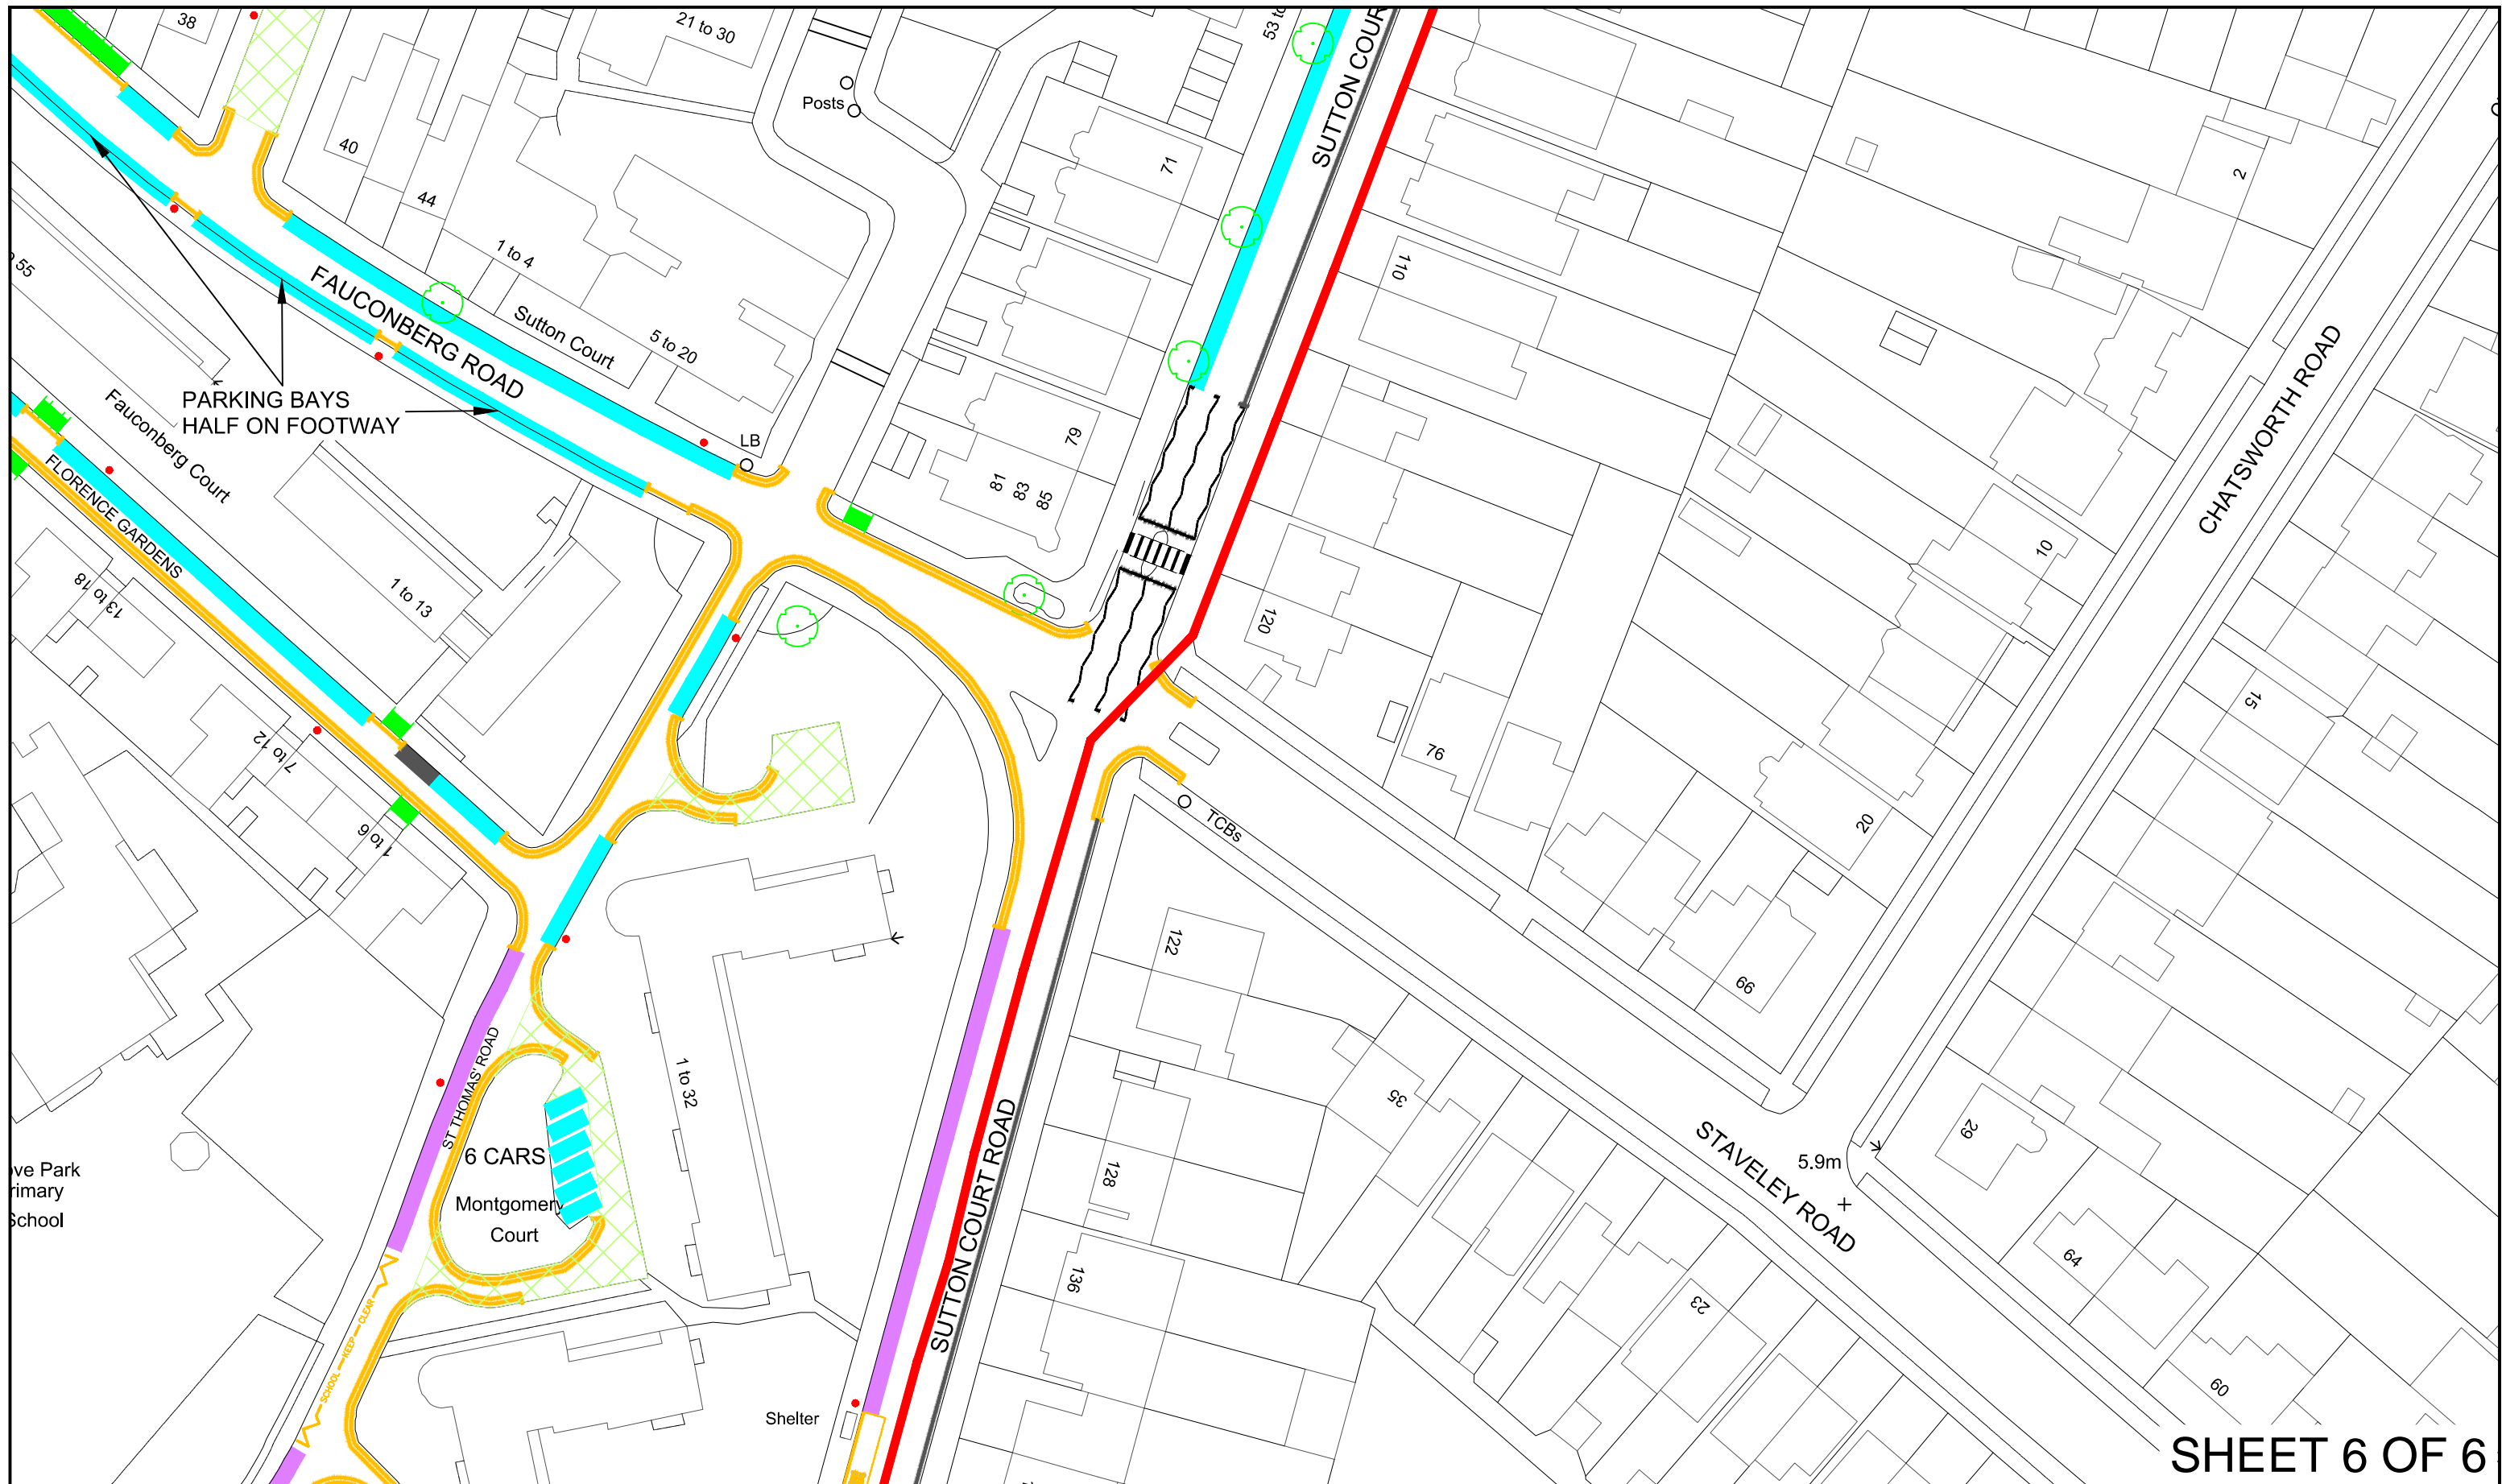 38
21 to 30
53 to
SUTTON COUR
Posts
40
44
71
2
1 to 4
55
FAUCONBERG ROAD
Sutton Court
5 to 20
110
PARKING BAYS
HALF ON FOOTWAY
Fauconberg Court
LB
79
81
83
85
CHATSWORTH ROAD
FLORENCE GARDENS
13 to 18
1 to 13
10
120
15
7 to 12
76
1 to 6
TCBs
20
122
66
ST THOMAS' ROAD
1 to 32
35
6 CARS
Montgomery
Court
SUTTON COURT ROAD
128
STAVELEY ROAD
5.9m
29
ove Park
rimary
School
64
136
23
SCHOOL KEEP CLEAR
60
Shelter
SHEET 6 OF 6